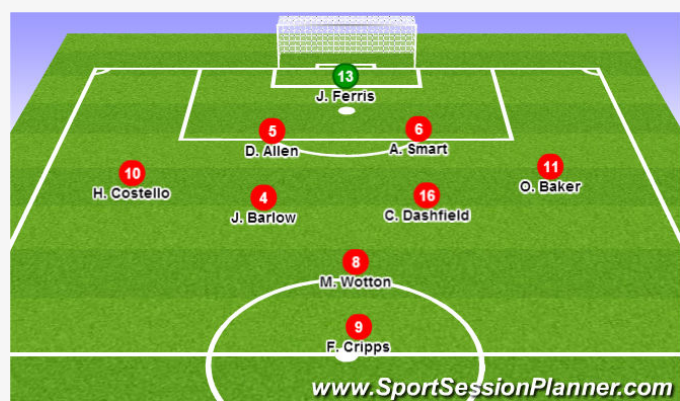 13
J. Ferris
5
D. Allen
6
A. Smart
10
H. Costello
11
O. Baker
4
J. Barlow
16
C. Dashfield
8
M. Wotton
9
F. Cripps
www.SportSessionPlanner.com